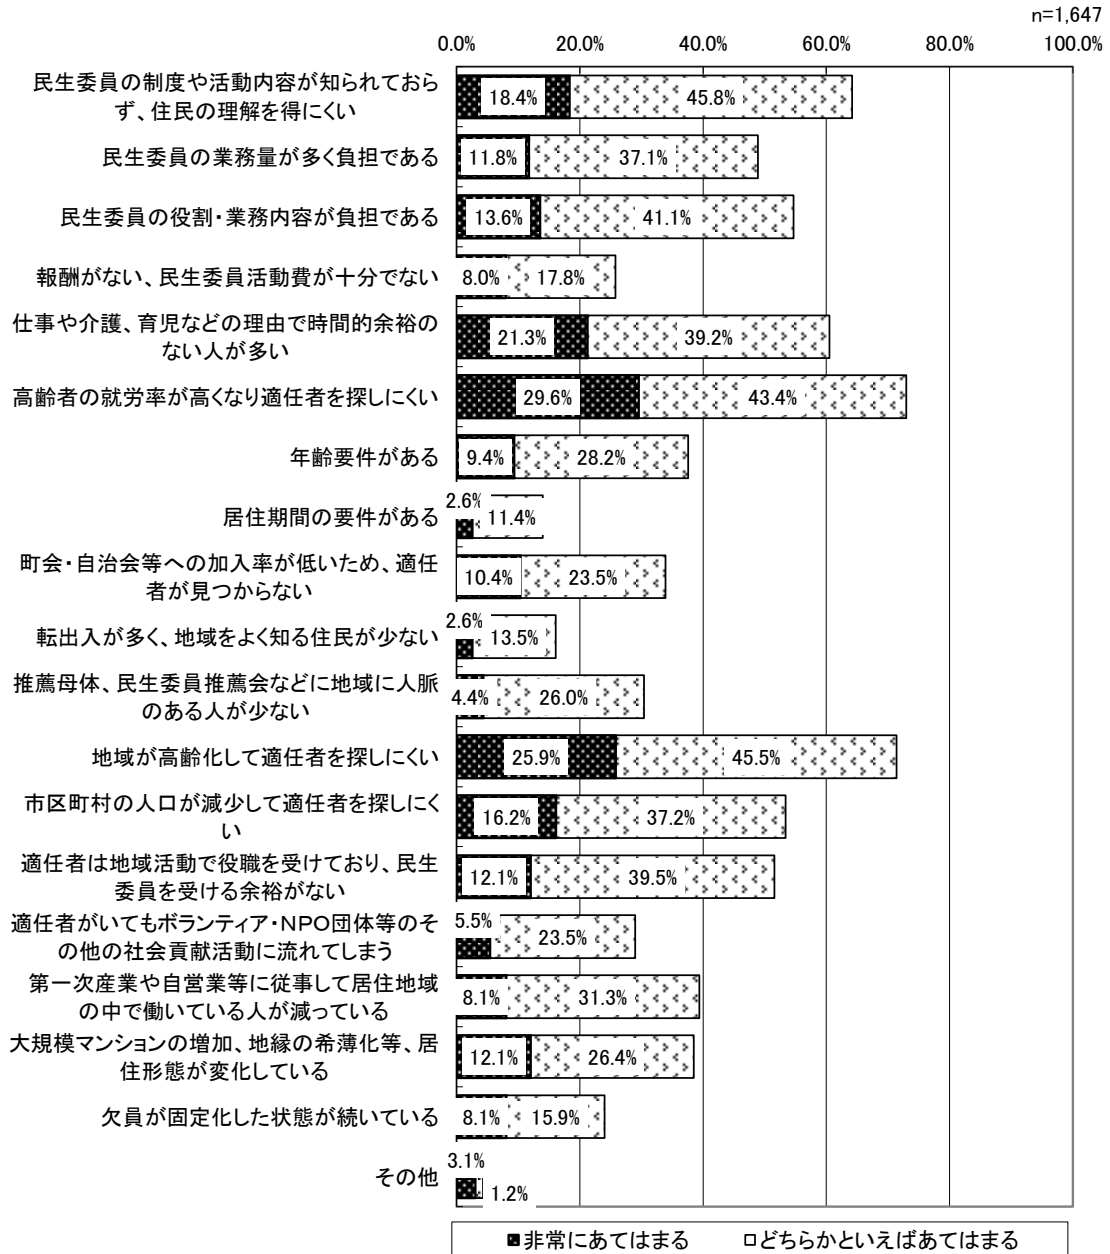 n=1,647
0.0% 20.0% 40.0% 60.0% 80.0% 100.0%
民生委員の制度や活動内容が知られておら
ず、住民の理解を得にくい
18.4% 45.8%
民生委員の業務量が多く負担である
11.8% 37.1%
民生委員の役割・業務内容が負担である
13.6% 41.1%
報酬がない、民生委員活動費が十分でない
8.0% 17.8%
仕事や介護、育児などの理由で時間的余裕の
ない人が多い
21.3% 39.2%
高齢者の就労率が高くなり適任者を探しにくい
29.6% 43.4%
年齢要件がある
9.4% 28.2%
居住期間の要件がある
2.6% 11.4%
町会・自治会等への加入率が低いため、適任
者が見つからない
10.4% 23.5%
転出入が多く、地域をよく知る住民が少ない
2.6% 13.5%
推薦母体、民生委員推薦会などに地域に人脈
のある人が少ない
4.4% 26.0%
地域が高齢化して適任者を探しにくい
25.9% 45.5%
市区町村の人口が減少して適任者を探しにく
い
16.2% 37.2%
適任者は地域活動で役職を受けており、民生
委員を受ける余裕がない
12.1% 39.5%
適任者がいてもボランティア・NPO団体等のそ
の他の社会貢献活動に流れてしまう
5.5% 23.5%
第一次産業や自営業等に従事して居住地域
の中で働いている人が減っている
8.1% 31.3%
大規模マンションの増加、地縁の希薄化等、居
住形態が変化している
12.1% 26.4%
欠員が固定化した状態が続いている
8.1% 15.9%
その他
3.1% 1.2%
非常にあてはまる どちらかといえばあてはまる